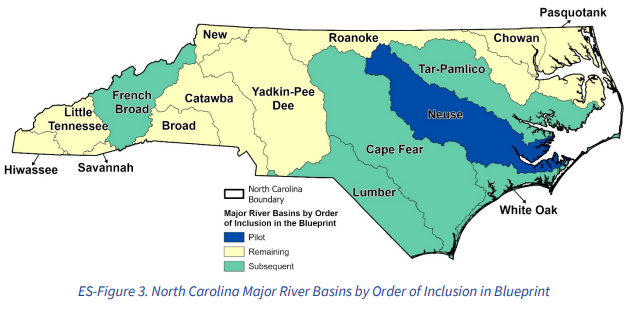 Pasquotank
New
Roanoke
Chowan
Tar-Pamlico
French
Broad
Little
Tennessee
Catawba
Yadkin-Pee
Dee
Neuse
Broad
Cape Fear
Hiwassee
Savannah
Lumber
White Oak
North Carolina
Boundary
Major River Basins by Order
of Inclusion in the Blueprint
Pilot
Remaining
Subsequent
ES-Figure 3. North Carolina Major River Basins by Order of Inclusion in Blueprint